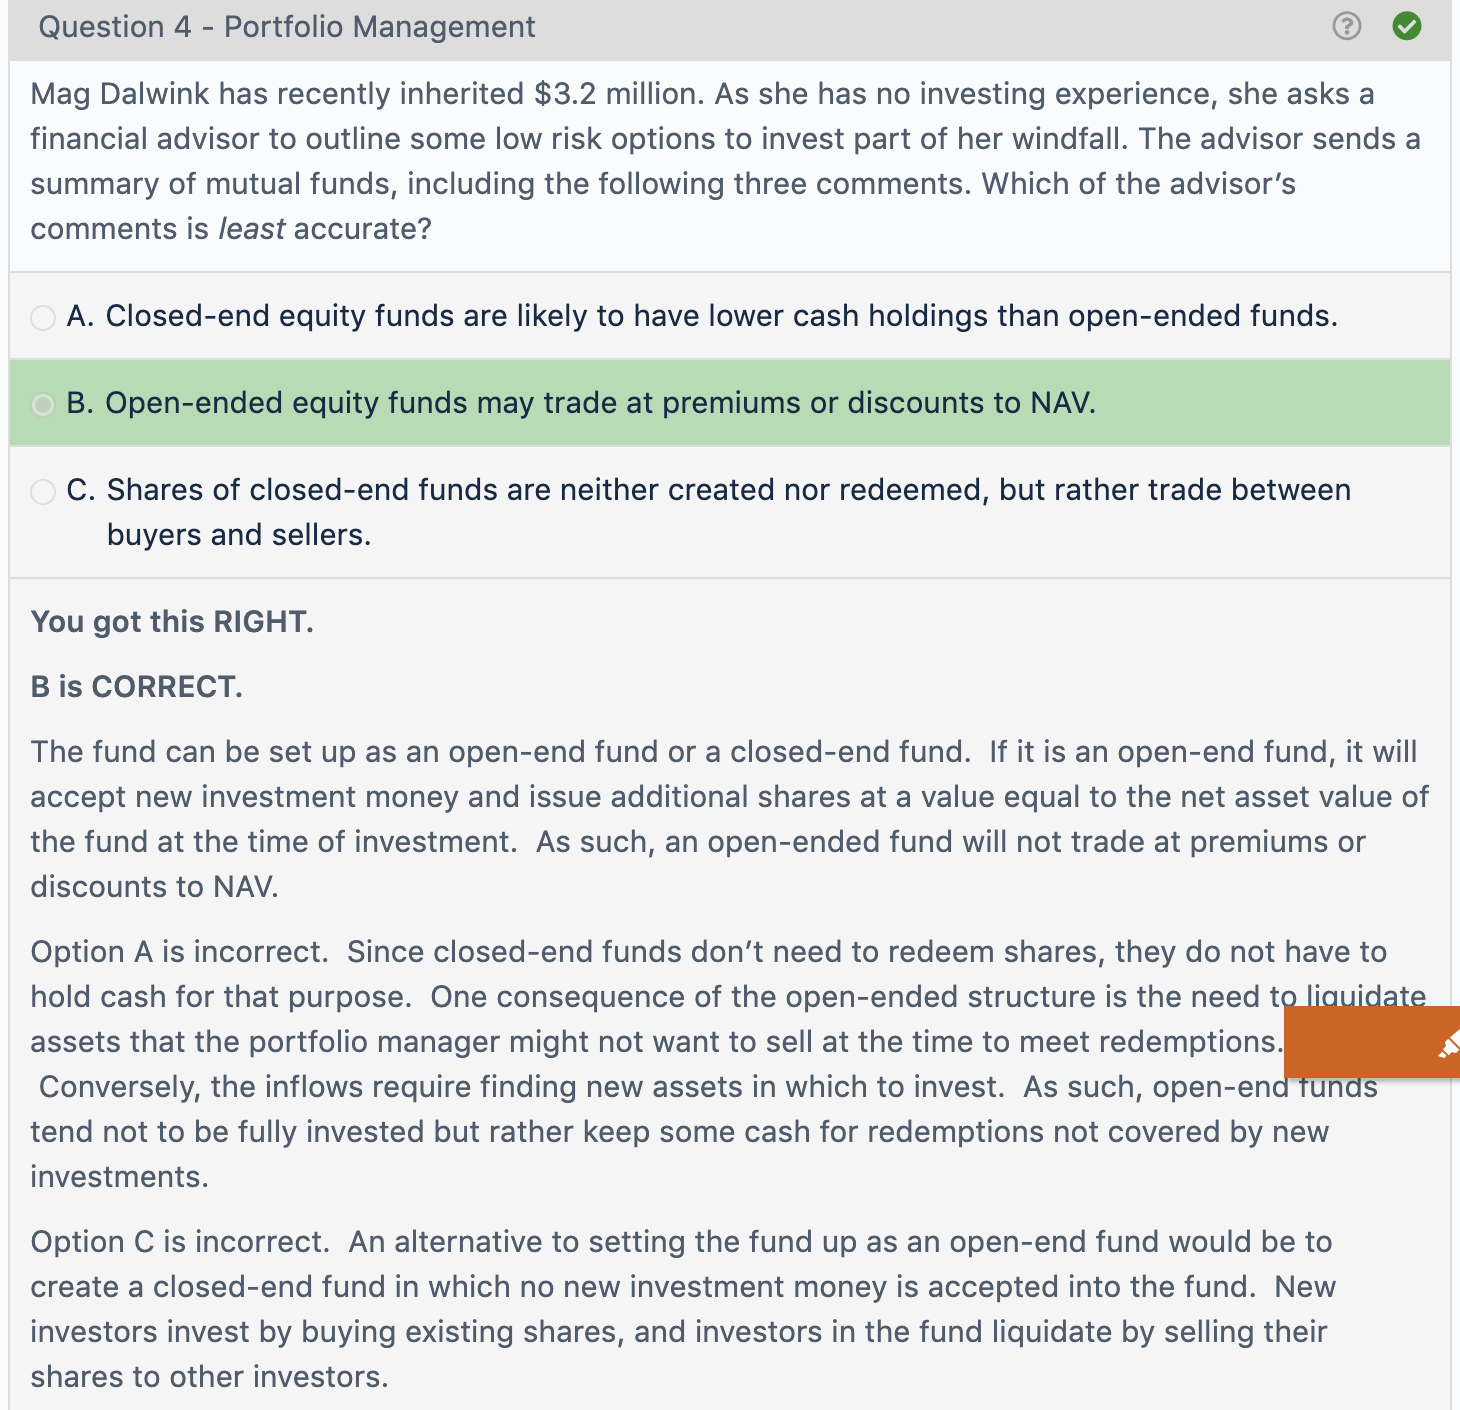 Question 4 - Portfolio Management
Mag Dalwink has recently inherited $3.2 million. As she has no investing experience, she asks a
financial advisor to outline some low risk options to invest part of her windfall. The advisor sends a
summary of mutual funds, including the following three comments. Which of the advisor’s
comments is least accurate?
A. Closed-end equity funds are likely to have lower cash holdings than open-ended funds.
B. Open-ended equity funds may trade at premiums or discounts to NAV.
C. Shares of closed-end funds are neither created nor redeemed, but rather trade between
buyers and sellers.
You got this RIGHT.
B is CORRECT.
The fund can be set up as an open-end fund or a closed-end fund. If it is an open-end fund, it will
accept new investment money and issue additional shares at a value equal to the net asset value of
the fund at the time of investment. As such, an open-ended fund will not trade at premiums or
discounts to NAV.
Option A is incorrect. Since closed-end funds don’t need to redeem shares, they do not have to
hold cash for that purpose. One consequence of the open-ended structure is the need to liquidate
assets that the portfolio manager might not want to sell at the time to meet redemptions.
Conversely, the inflows require finding new assets in which to invest. As such, open-end funds
tend not to be fully invested but rather keep some cash for redemptions not covered by new
investments.
Option C is incorrect. An alternative to setting the fund up as an open-end fund would be to
create a closed-end fund in which no new investment money is accepted into the fund. New
investors invest by buying existing shares, and investors in the fund liquidate by selling their
shares to other investors.